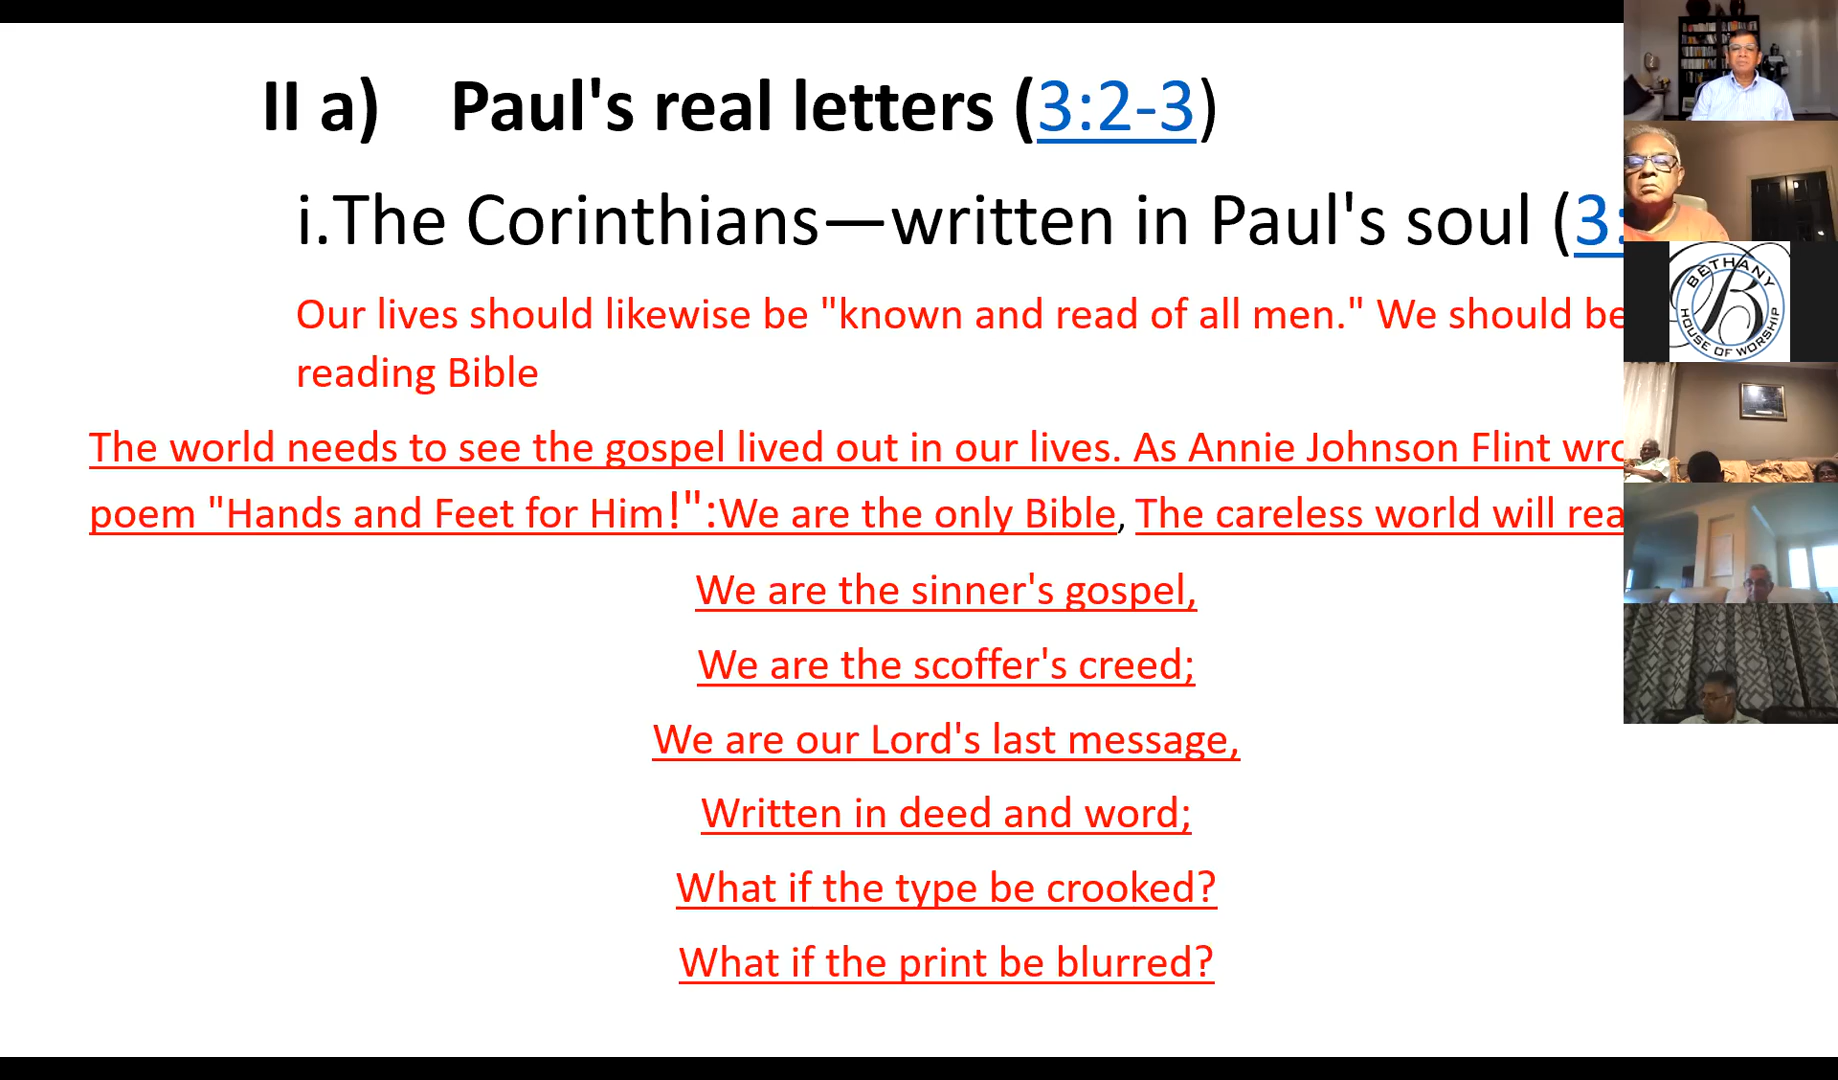 II a) Paul's real letters (3:2-3)
i.The Corinthians—written in Paul's soul (3:
Our lives should likewise be "known and read of all men." We should be
reading Bible
The world needs to see the gospel lived out in our lives. As Annie Johnson Flint wro
poem "Hands and Feet for Him!":We are the only Bible, The careless world will rea
We are the sinner's gospel,
We are the scoffer's creed;
We are our Lord's last message,
Written in deed and word;
What if the type be crooked?
What if the print be blurred?
BETHANY
B
HOUSE OF WORSHIP